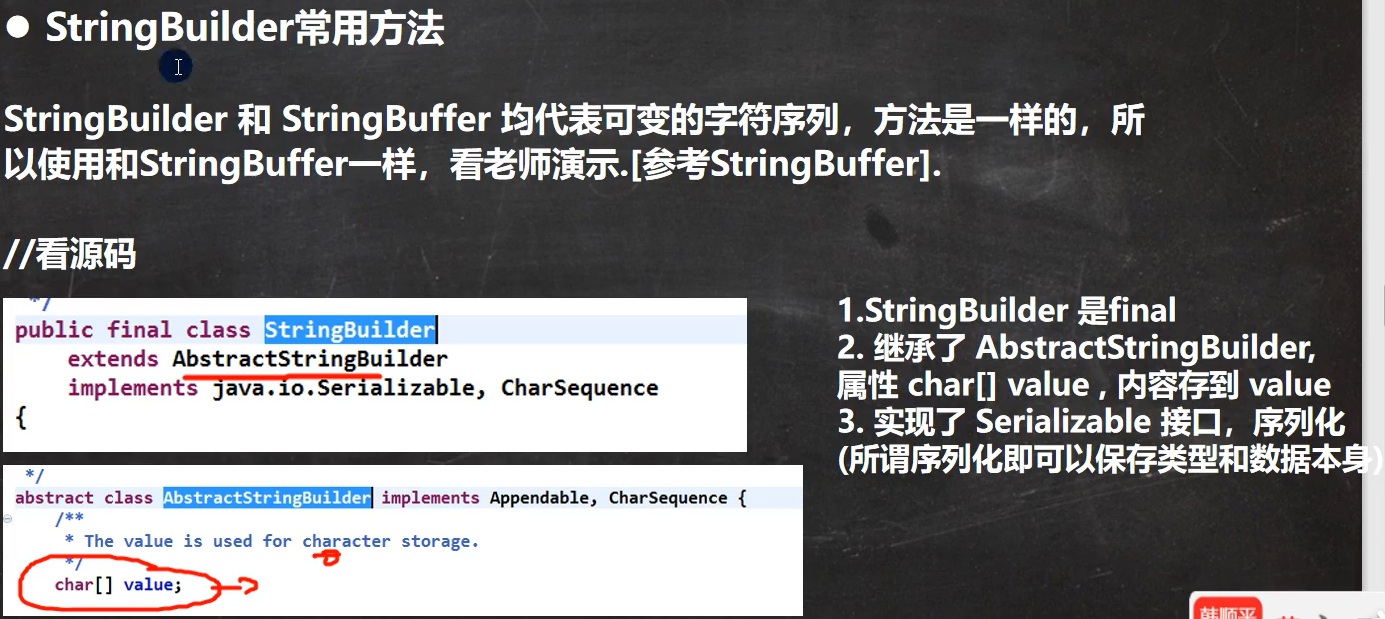 ● StringBuilder常用方法
StringBuilder 和 StringBuffer 均代表可变的字符序列，方法是一样的，所
以使用和StringBuffer一样，看老师演示.[参考StringBuffer].
//看源码
*/
public final class StringBuilder
extends AbstractStringBuilder
implements java.io.Serializable, CharSequence
{
*/
abstract class AbstractStringBuilder implements Appendable, CharSequence {
/**
* The value is used for character storage.
*/
char[] value;
1.StringBuilder 是final
2. 继承了 AbstractStringBuilder,
属性 char[] value , 内容存到 value
3. 实现了 Serializable 接口，序列化
(所谓序列化即可以保存类型和数据本身)
韩顺平